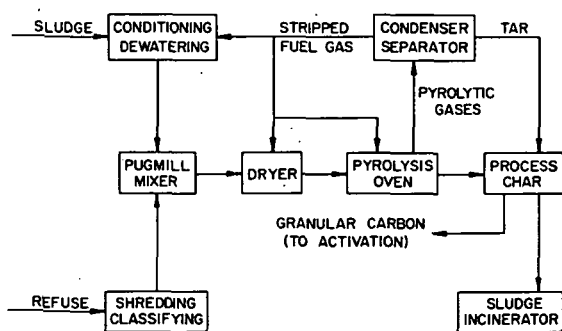 SLUDGE
CONDITIONING
DEWATERING
STRIPPED
FUEL GAS
CONDENSER
SEPARATOR
TAR
PYROLYTIC
GASES
PUGMILL
MIXER
DRYER
PYROLYSIS
OVEN
PROCESS
CHAR
GRANULAR CARBON
(TO ACTIVATION)
REFUSE
SHREDDING
CLASSIFYING
SLUDGE
INCINERATOR